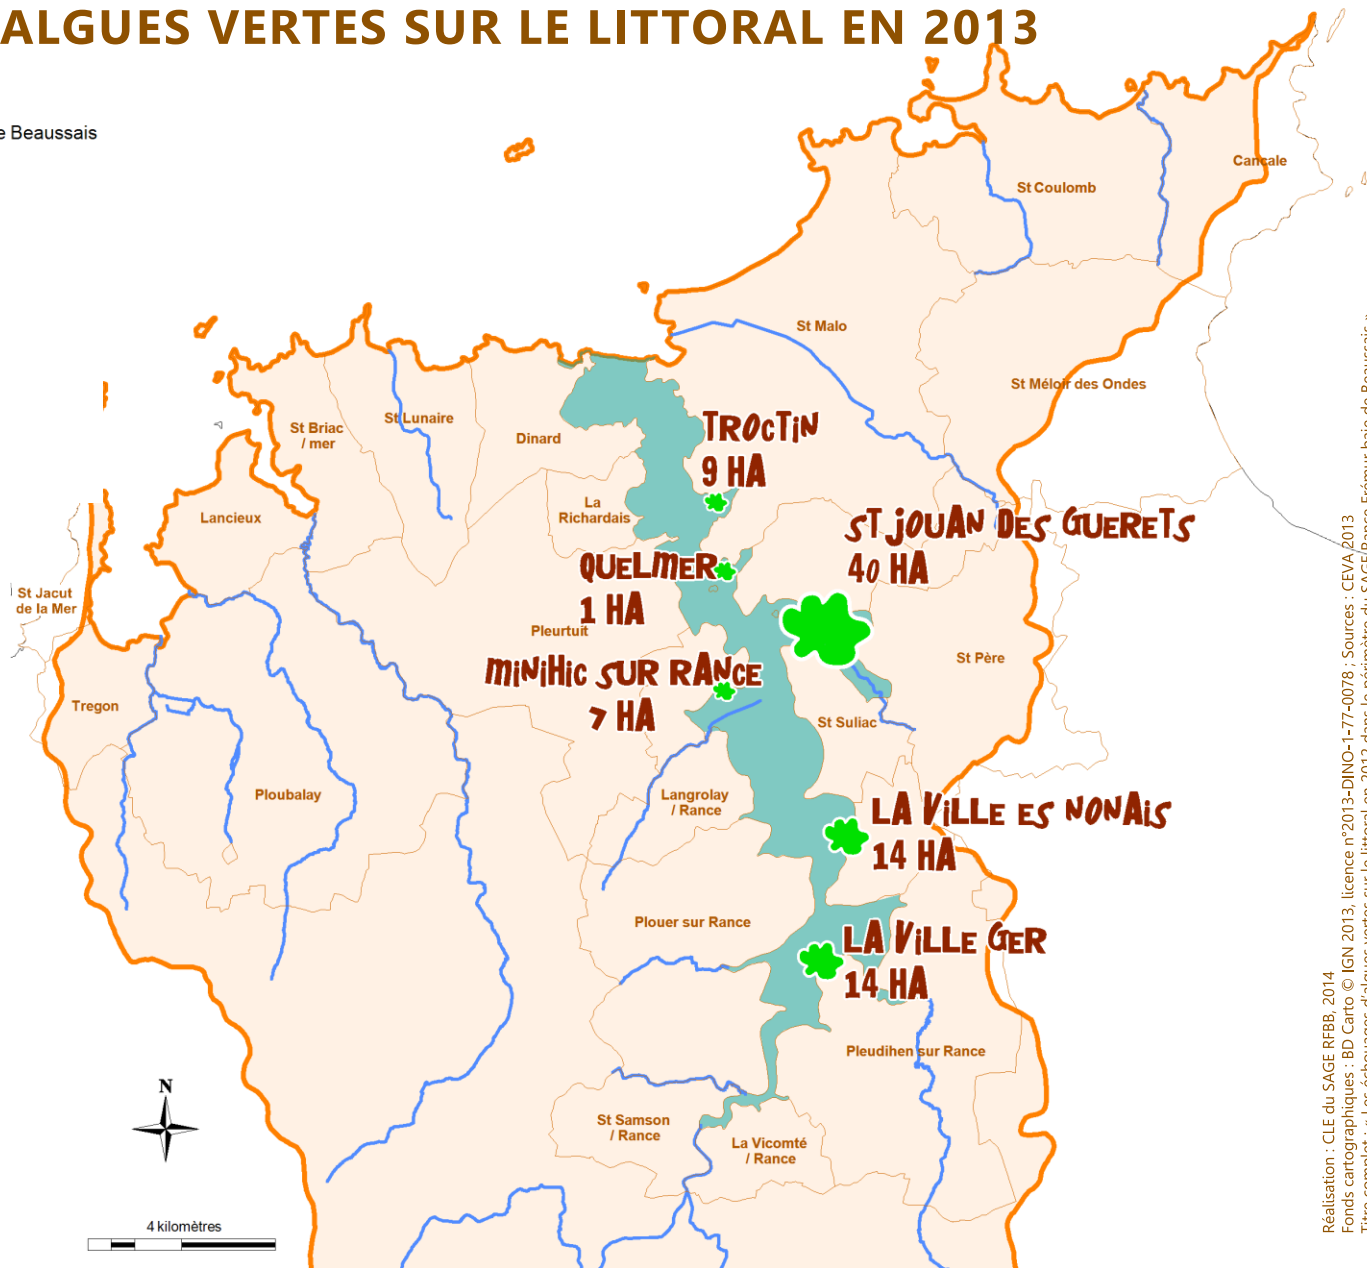 ALGUES VERTES SUR LE LITTORAL EN 2013
e Beaussais
Cancale
St Coulomb
St Malo
St Méloir des Ondes
St Lunaire
St Briac
/ mer
Dinard
TROCTIN
9 HA
La
Richardais
Lancieux
ST JOUAN DES GUERETS
40 HA
QUELMER
1 HA
St Jacut
de la Mer
Pleurtuit
St Père
MINIHIC SUR RANCE
7 HA
Tregon
St Suliac
Ploubalay
Langrolay
/ Rance
LA VILLE ES NONAIS
14 HA
Plouer sur Rance
LA VILLE GER
14 HA
Pleudihen sur Rance
N
St Samson
/ Rance
La Vicomté
/ Rance
4 kilomètres
Réalisation : CLE du SAGE RFBB, 2014
Fonds cartographiques : BD Carto © IGN 2013, licence n°2013-DINO-1-77-0078 ; Sources : CEVA 2013